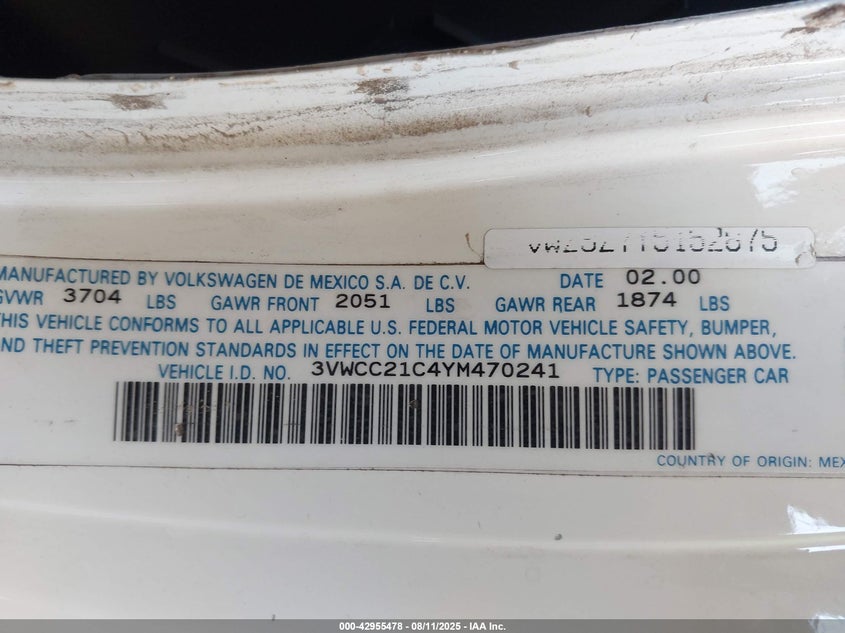 MANUFACTURED BY VOLKSWAGEN DE MEXICO S.A. DE C.V. DATE 02.00
GVWR 3704 LBS GAWR FRONT 2051 LBS GAWR REAR 1874 LBS
THIS VEHICLE CONFORMS TO ALL APPLICABLE U.S. FEDERAL MOTOR VEHICLE SAFETY, BUMPER,
AND THEFT PREVENTION STANDARDS IN EFFECT ON THE DATE OF MANUFACTURE SHOWN ABOVE.
VEHICLE I.D. NO. 3VWCC21C4YM470241 TYPE: PASSENGER CAR
COUNTRY OF ORIGIN: MEX
000-42955478 - 08/11/2025 - IAA Inc.